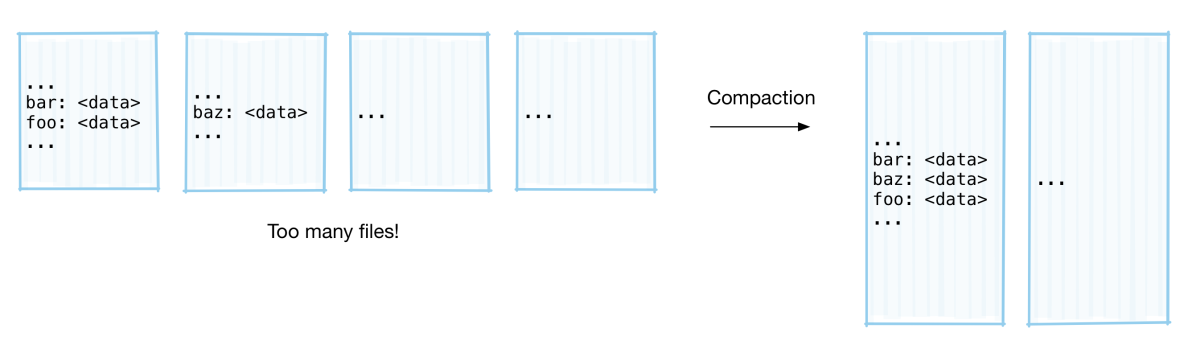 ...
bar: <data>
foo: <data>
...
...
baz: <data>
...
...
...
Too many files!
Compaction
...
bar: <data>
baz: <data>
foo: <data>
...
...